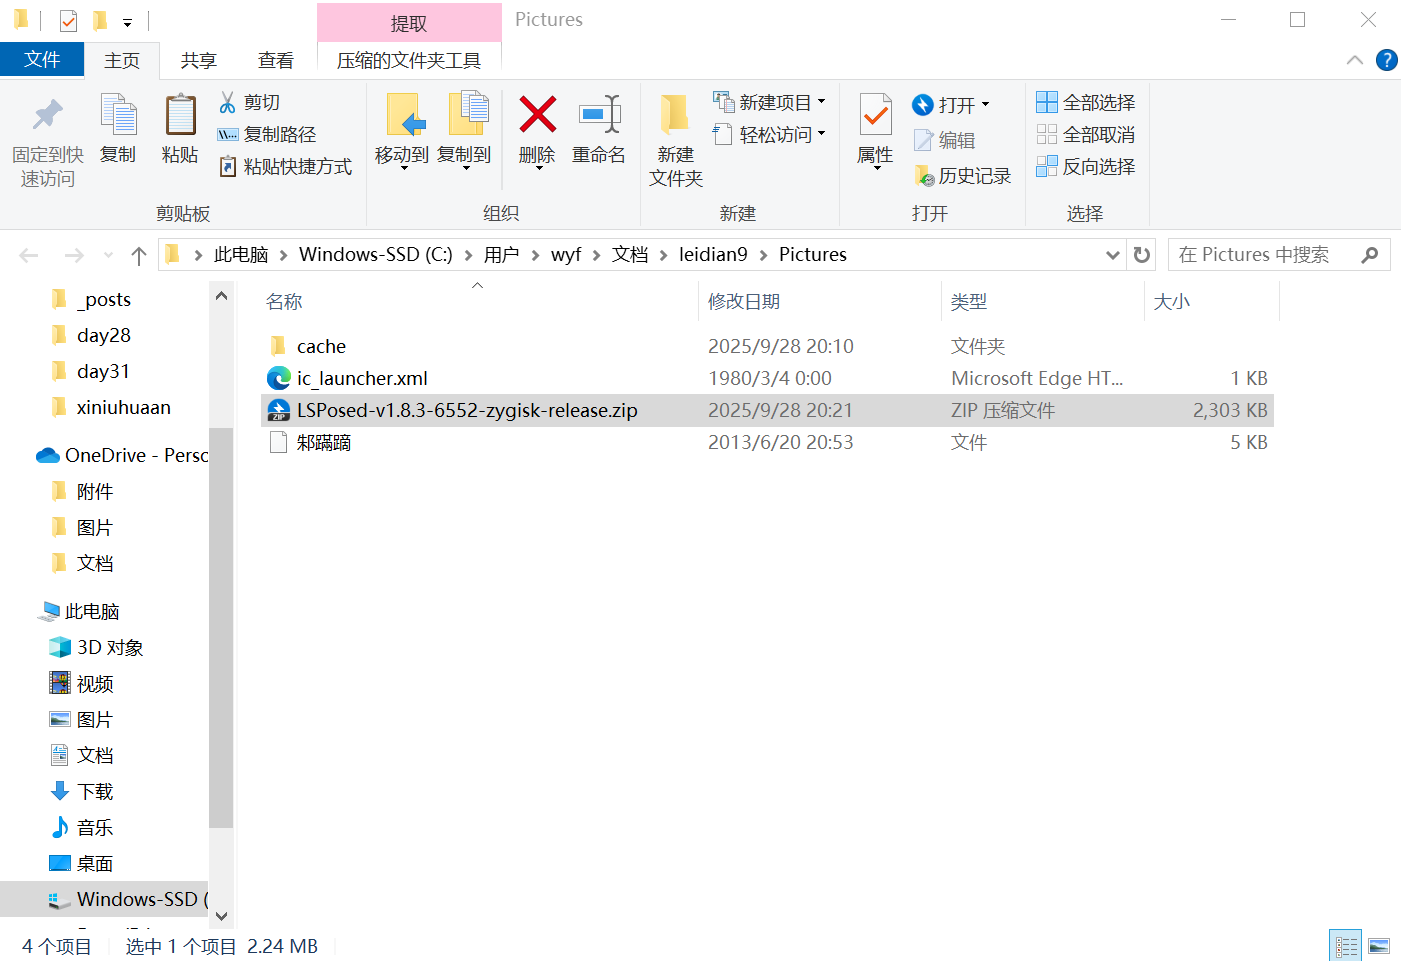 提取
Pictures
文件
主页
共享
查看
压缩的文件夹工具
固定到快
速访问
复制
粘贴
剪切
复制路径
粘贴快捷方式
剪贴板
移动到
复制到
删除
重命名
组织
新建
文件夹
新建项目
轻松访问
新建
属性
打开
编辑
历史记录
打开
全部选择
全部取消
反向选择
选择
此电脑 > Windows-SSD (C:) > 用户 > wyf > 文档 > leidian9 > Pictures
在 Pictures 中搜索
_posts
day28
day31
xiniuhuaan
OneDrive - Perso
附件
图片
文档
此电脑
3D 对象
视频
图片
文档
下载
音乐
桌面
Windows-SSD (
名称 修改日期 类型 大小
cache 2025/9/28 20:10 文件夹
ic_launcher.xml 1980/3/4 0:00 Microsoft Edge HT... 1 KB
LSPosed-v1.8.3-6552-zygisk-release.zip 2025/9/28 20:21 ZIP 压缩文件 2,303 KB
2013/6/20 20:53 文件 5 KB
4 个项目
选中 1 个项目 2.24 MB